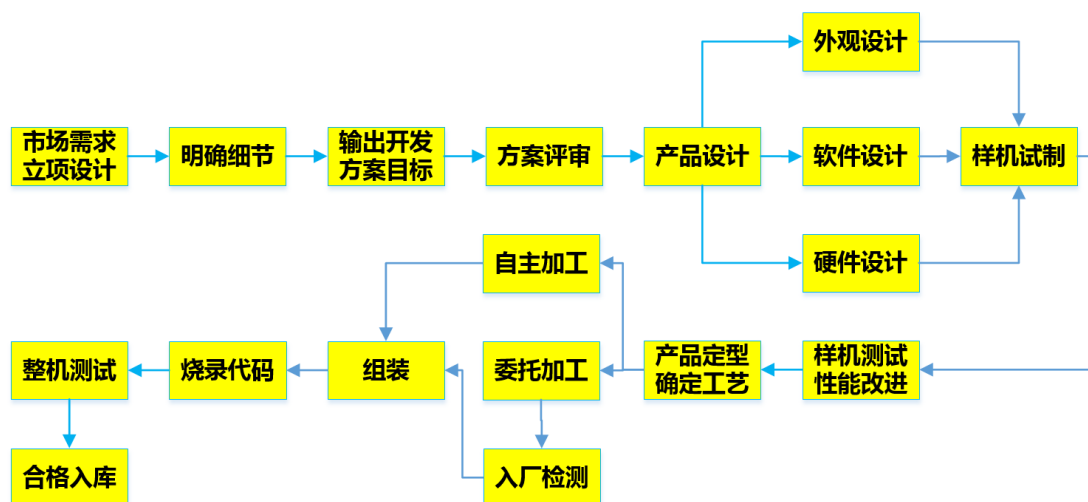 外观设计
市场需求
立项设计
明确细节
输出开发
方案目标
方案评审
产品设计
软件设计
样机试制
自主加工
硬件设计
整机测试
烧录代码
组装
委托加工
产品定型
确定工艺
样机测试
性能改进
合格入库
入厂检测